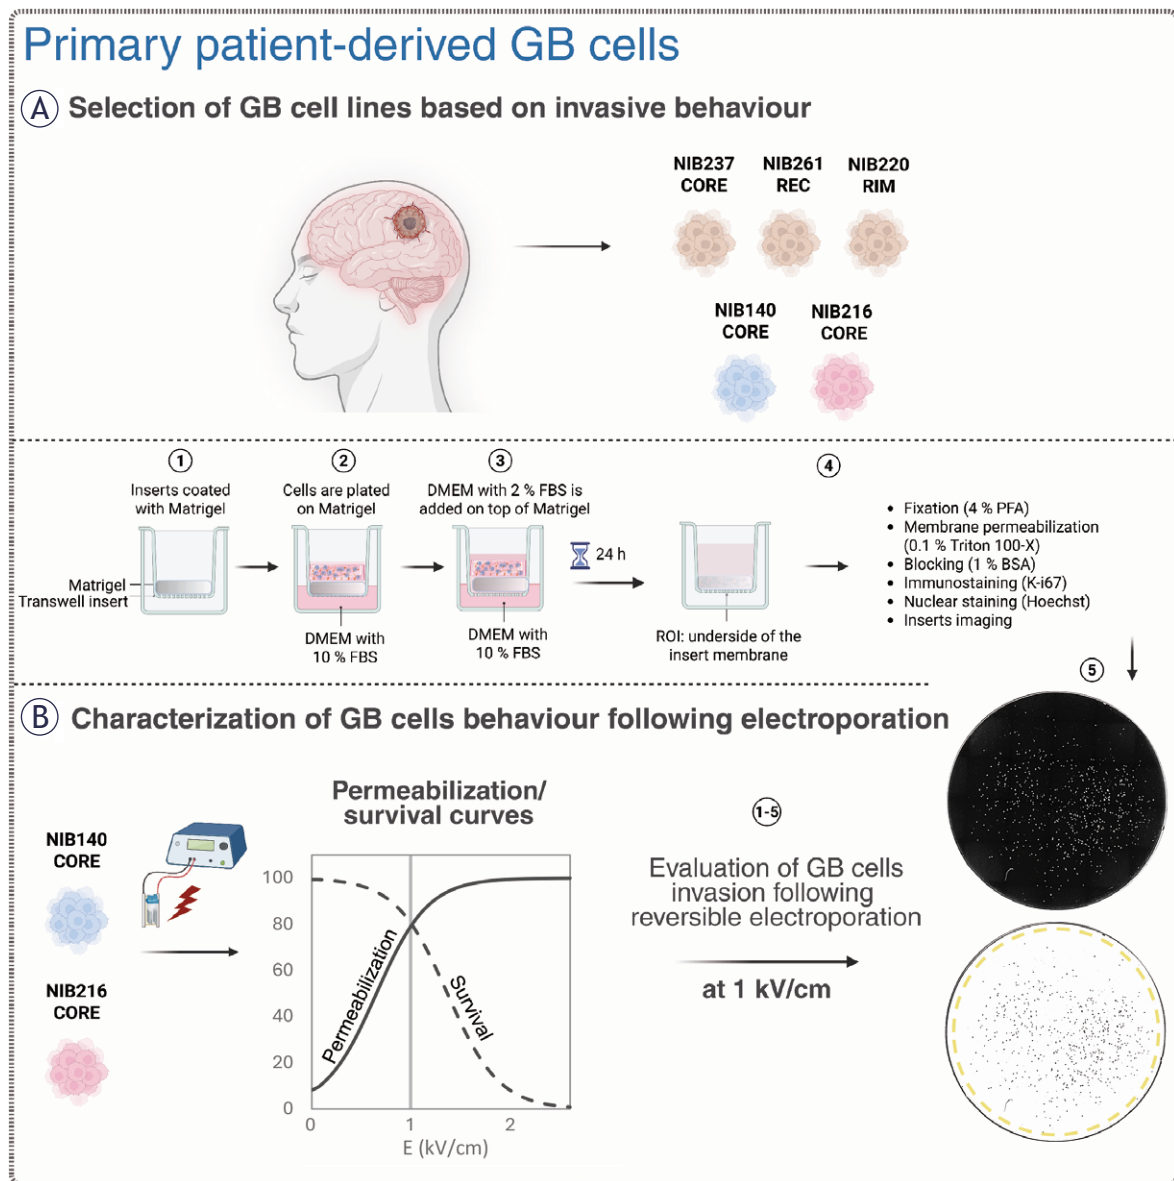 Primary patient-derived GB cells
A Selection of GB cell lines based on invasive behaviour
NIB237
CORE
NIB261
REC
NIB220
RIM
NIB140
CORE
NIB216
CORE
1
Inserts coated
with Matrigel
Matrigel
Transwell insert
2
Cells are plated
on Matrigel
DMEM with
10 % FBS
3
DMEM with 2 % FBS is
added on top of Matrigel
DMEM with
10 % FBS
24 h
4
ROI: underside of the
insert membrane
• Fixation (4 % PFA)
• Membrane permeabilization
(0.1 % Triton 100-X)
• Blocking (1 % BSA)
• Immunostaining (K-i67)
• Nuclear staining (Hoechst)
• Inserts imaging
5
B Characterization of GB cells behaviour following electroporation
NIB140
CORE
NIB216
CORE
Permeabilization/
survival curves
100
80
60
40
20
0
Permeabilization
Survival
0 1 2
E (kV/cm)
1-5
Evaluation of GB cells
invasion following
reversible electroporation
at 1 kV/cm